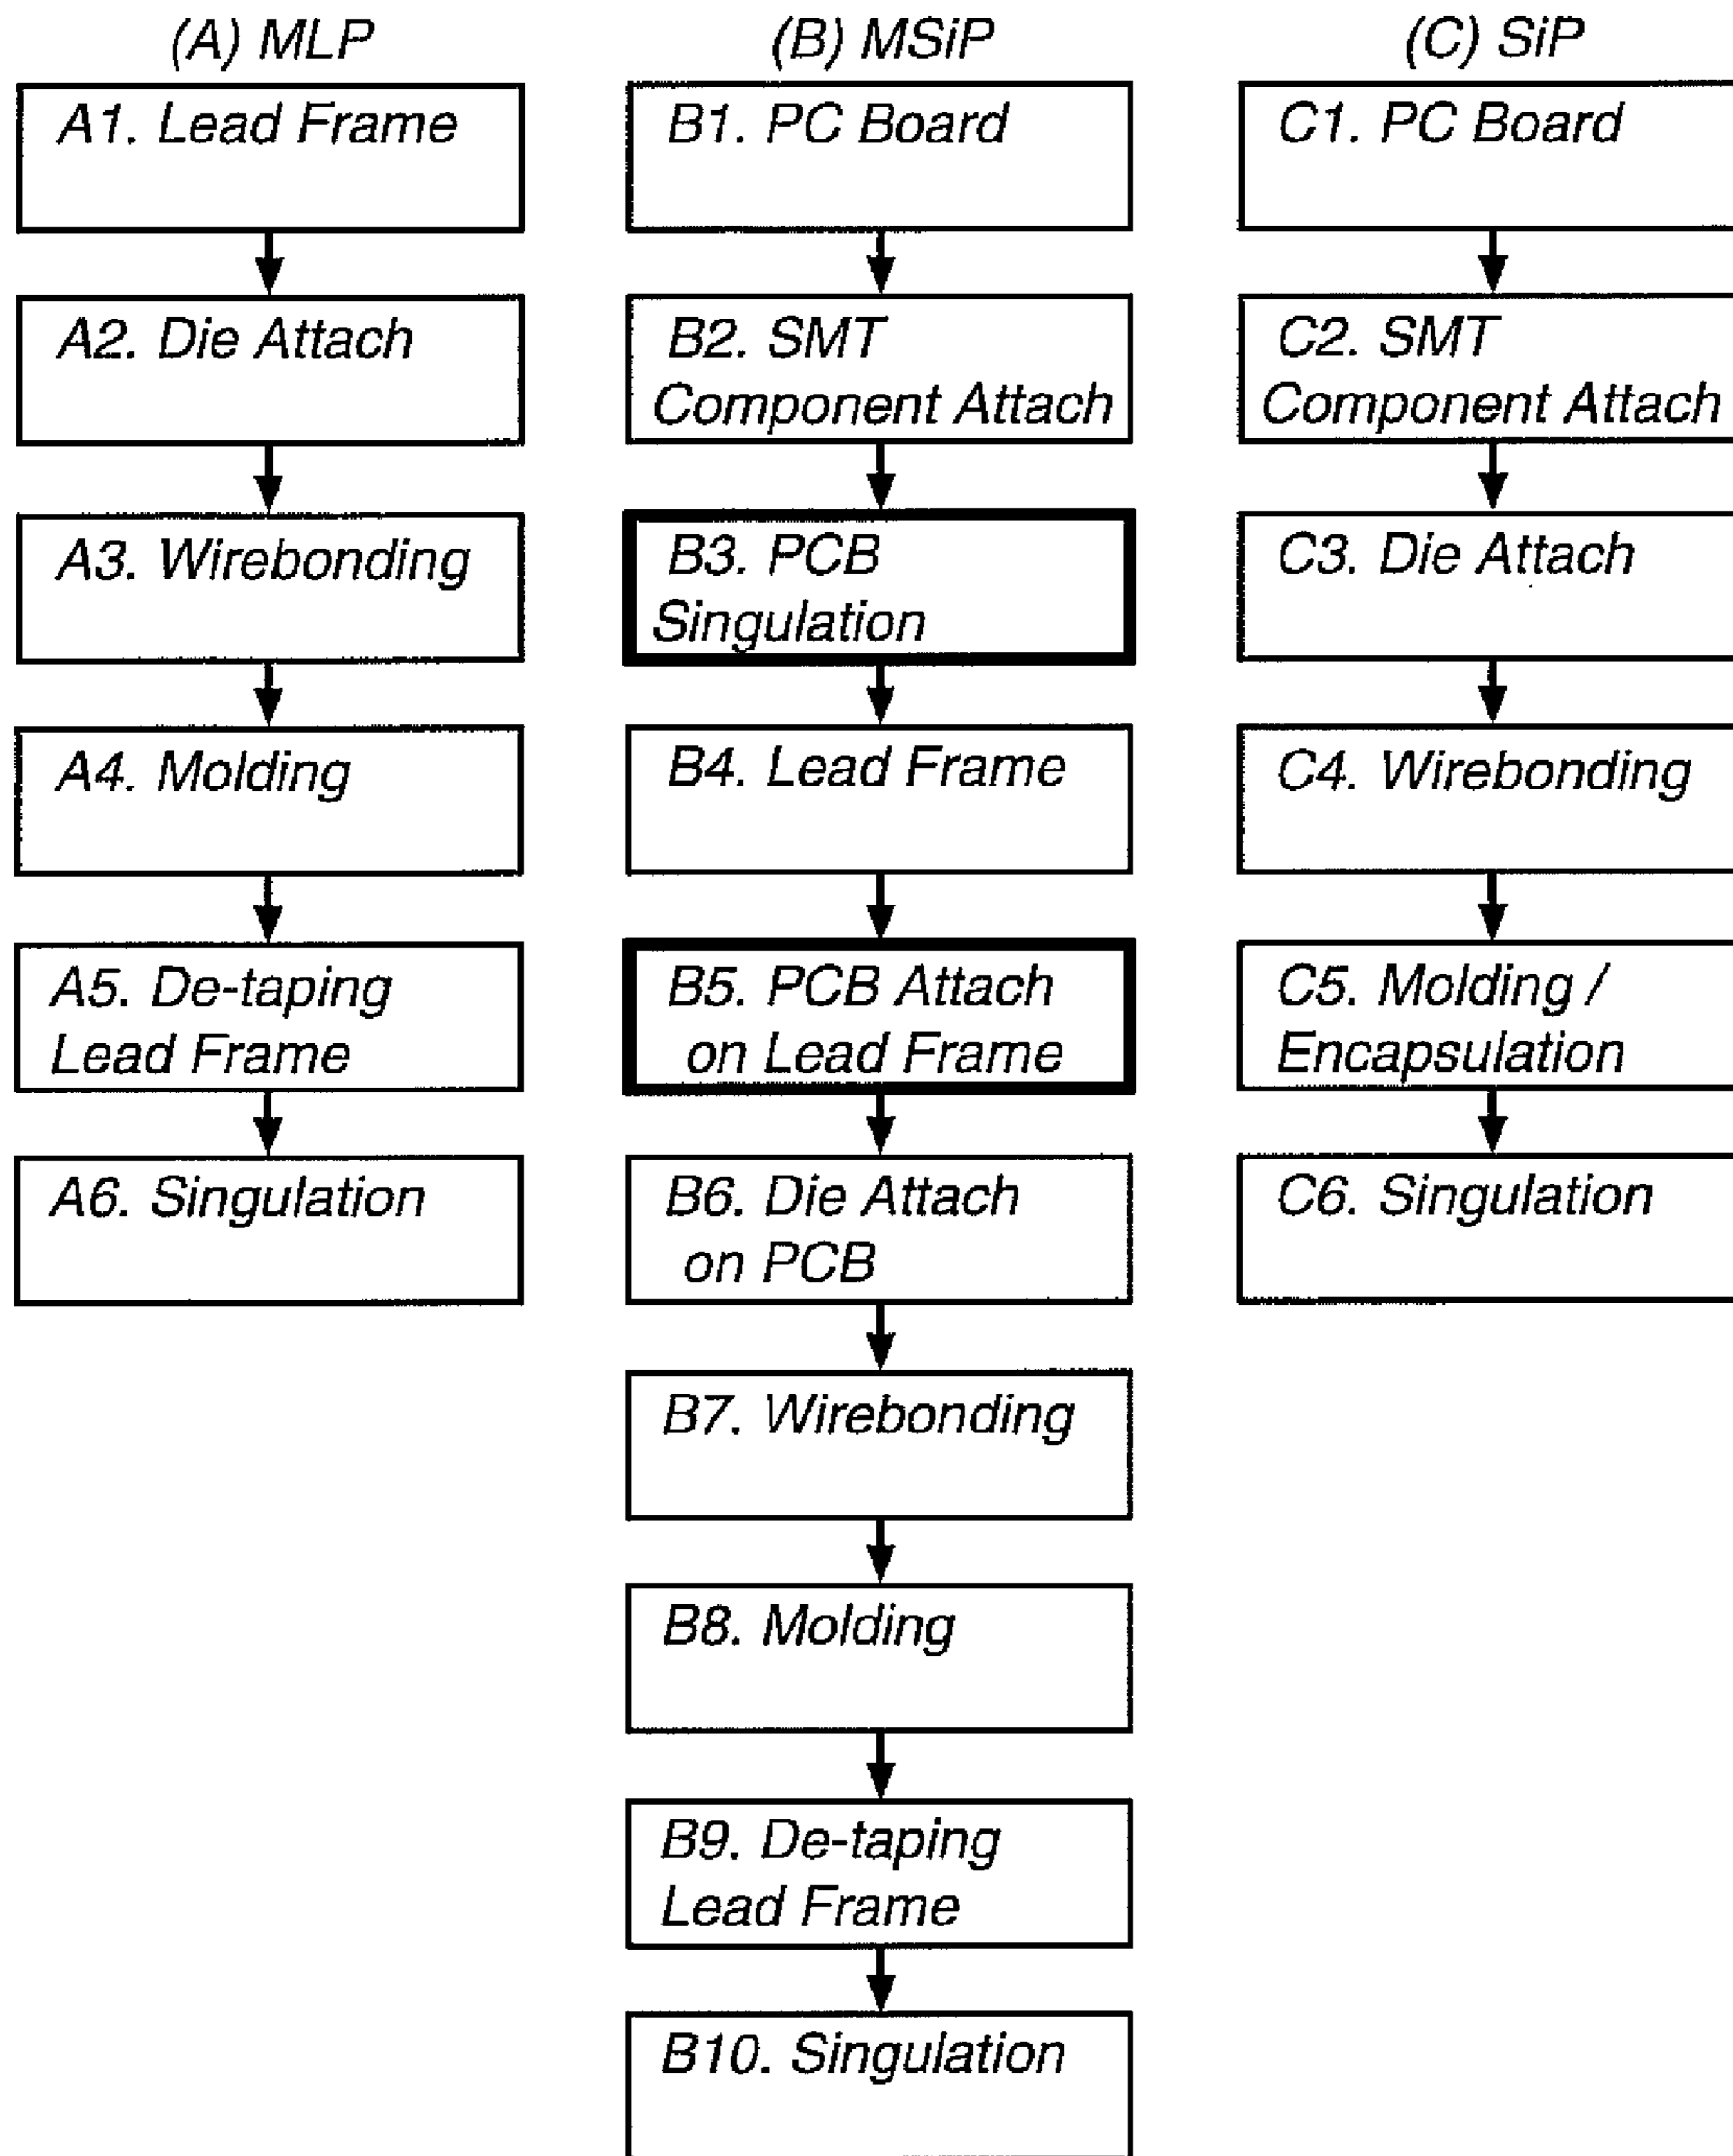 (A) MLP
A1. Lead Frame
A2. Die Attach
A3. Wirebonding
A4. Molding
A5. De-taping
Lead Frame
A6. Singulation
(B) MSiP
B1. PC Board
B2. SMT
Component Attach
B3. PCB
Singulation
B4. Lead Frame
B5. PCB Attach
on Lead Frame
B6. Die Attach
on PCB
B7. Wirebonding
B8. Molding
B9. De-taping
Lead Frame
B10. Singulation
(C) SiP
C1. PC Board
C2. SMT
Component Attach
C3. Die Attach
C4. Wirebonding
C5. Molding /
Encapsulation
C6. Singulation